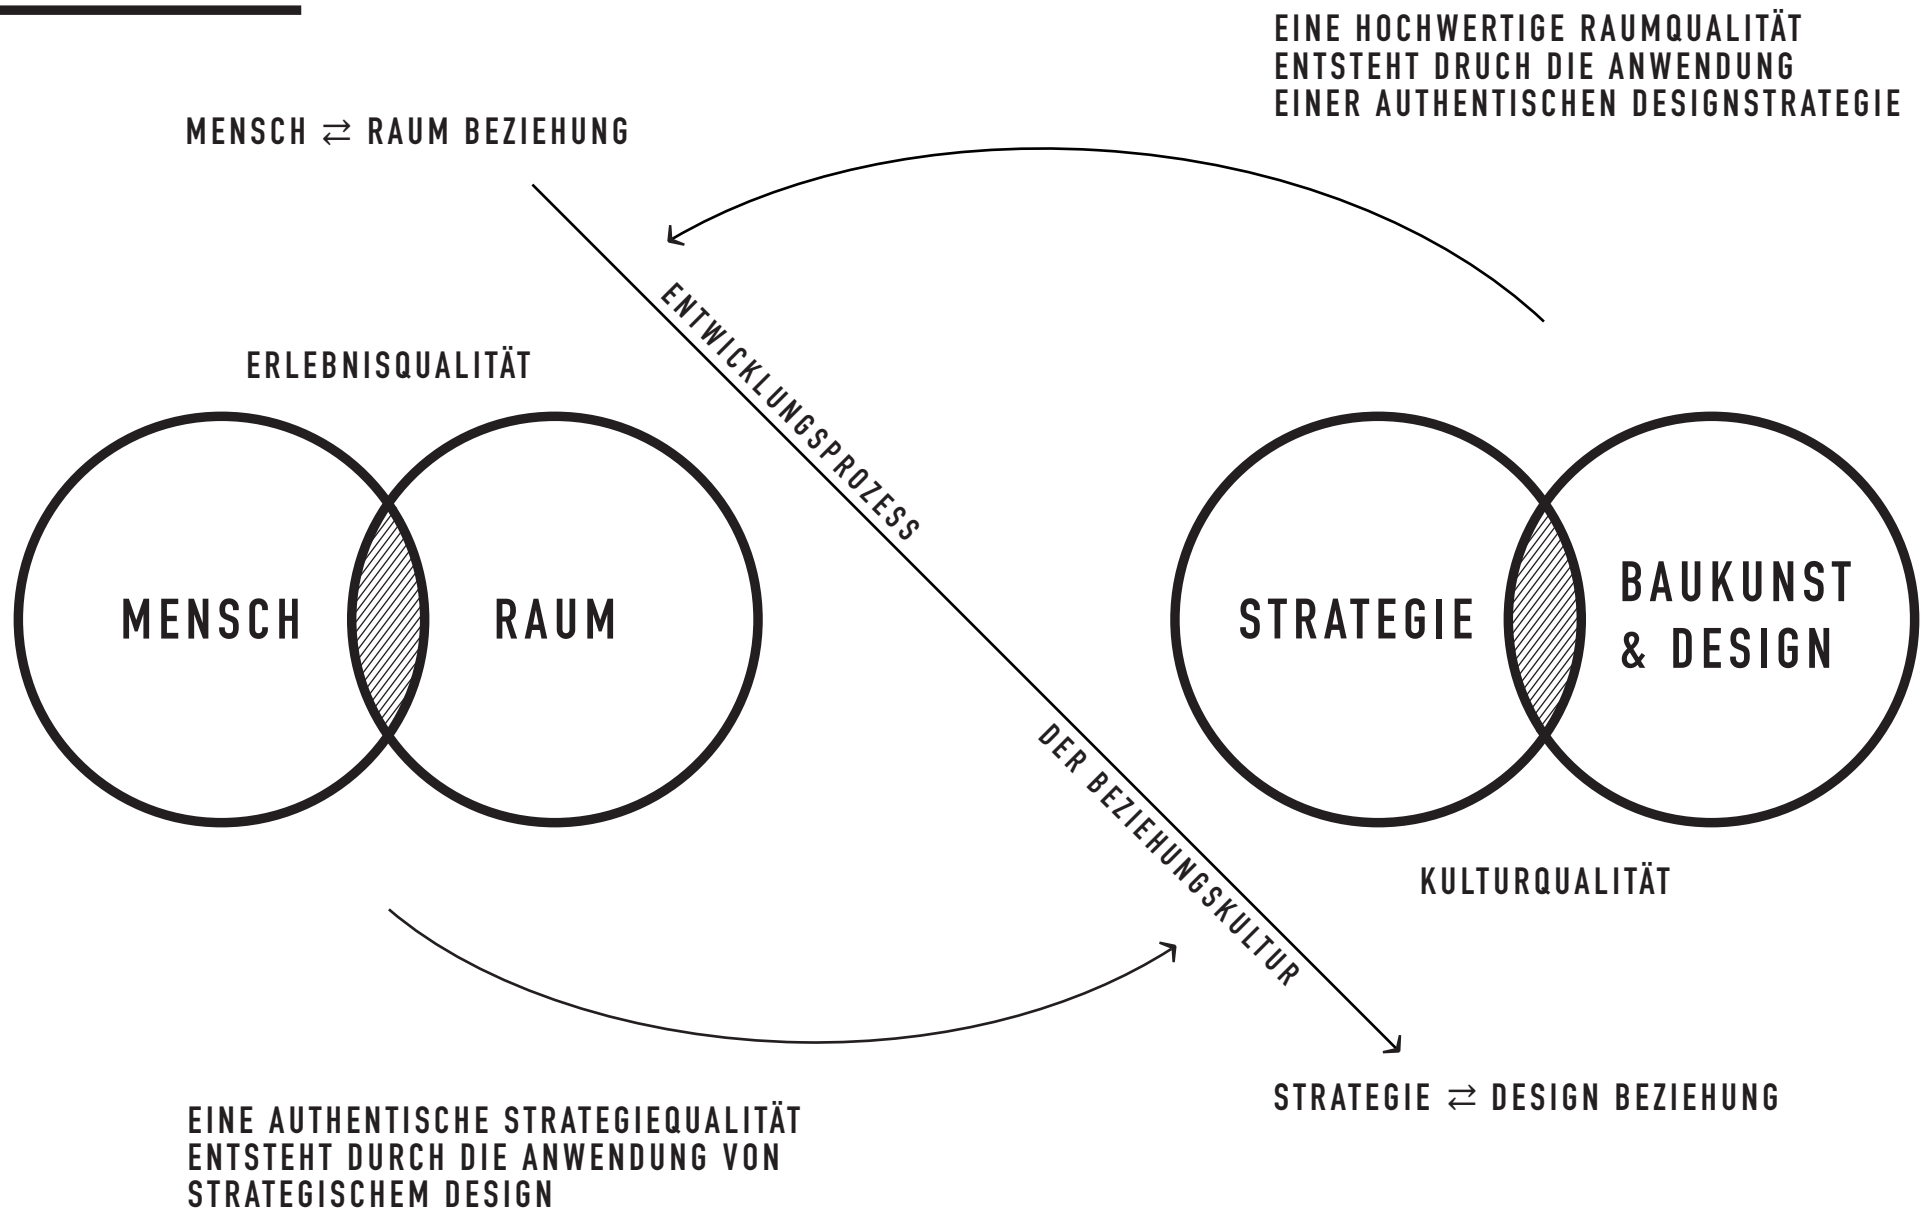 EINE HOCHWERTIGE RAUMQUALITÄT
ENTSTEHT DRUCH DIE ANWENDUNG
EINER AUTHENTISCHEN DESIGNSTRATEGIE
MENSCH ⇄ RAUM BEZIEHUNG
ENTWICKLUNGSPROZESS
DER BEZIEHUNGSKULTUR
ERLEBNISQUALITÄT
MENSCH
RAUM
STRATEGIE
BAUKUNST
& DESIGN
KULTURQUALITÄT
STRATEGIE ⇄ DESIGN BEZIEHUNG
EINE AUTHENTISCHE STRATEGIEQUALITÄT
ENTSTEHT DURCH DIE ANWENDUNG VON
STRATEGISCHEM DESIGN